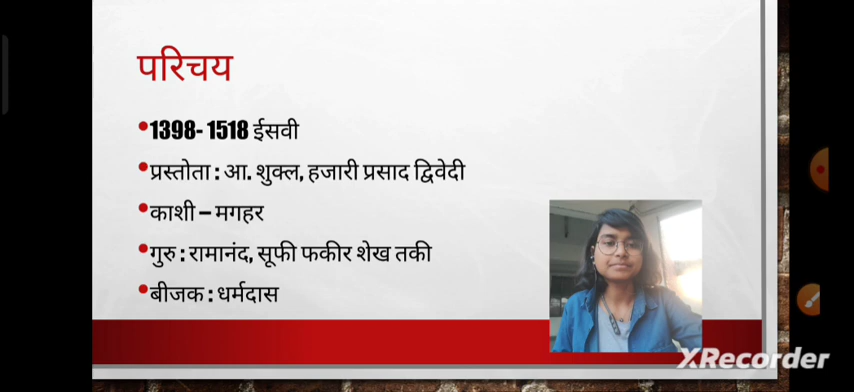 परिचय
•1398- 1518 ईसवी
•प्रस्तोता : आ. शुक्ल, हजारी प्रसाद द्विवेदी
•काशी – मगहर
•गुरु : रामानंद, सूफी फकीर शेख तकी
•बीजक : धर्मदास
XRecorder